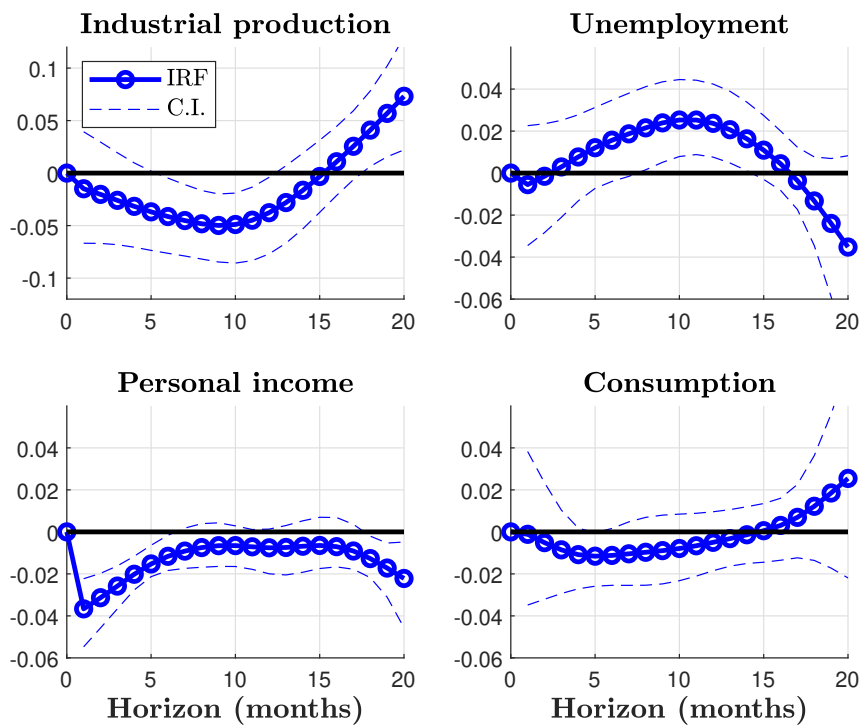 Industrial production
0.1
0.05
0
-0.05
-0.1
0 5 10 15 20
IRF
C.I.
Unemployment
0.04
0.02
0
-0.02
-0.04
-0.06
0 5 10 15 20
Personal income
0.04
0.02
0
-0.02
-0.04
-0.06
0 5 10 15 20
Horizon (months)
Consumption
0.04
0.02
0
-0.02
-0.04
-0.06
0 5 10 15 20
Horizon (months)